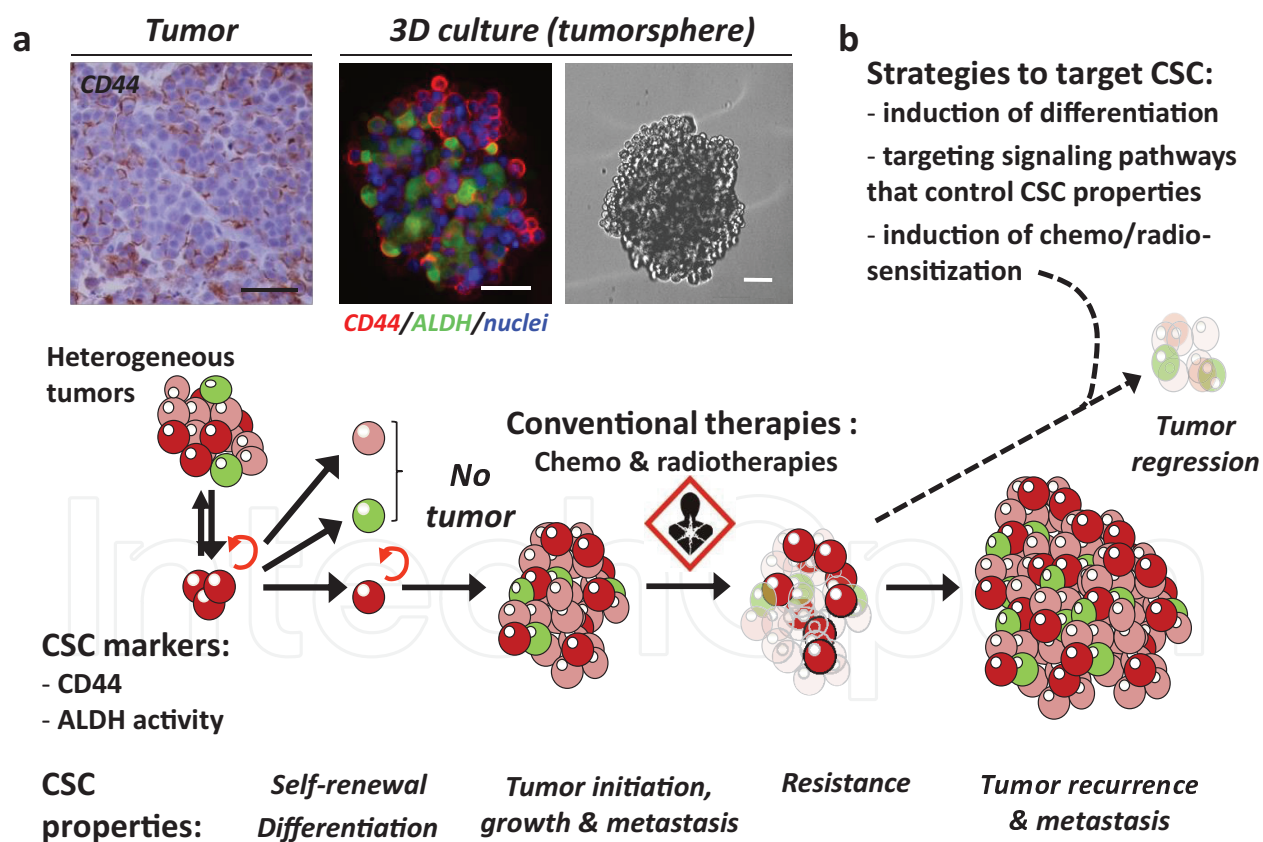 a
Tumor
3D culture (tumorsphere)
b
CD44
CD44/ALDH/nuclei
Strategies to target CSC:
- induction of differentiation
- targeting signaling pathways
that control CSC properties
- induction of chemo/radio-
sensitization
Heterogeneous
tumors
No
tumor
Conventional therapies :
Chemo & radiotherapies
Tumor
regression
CSC markers:
- CD44
- ALDH activity
IntechOpen
CSC
properties:
Self-renewal
Differentiation
Tumor initiation,
growth & metastasis
Resistance
Tumor recurrence
& metastasis